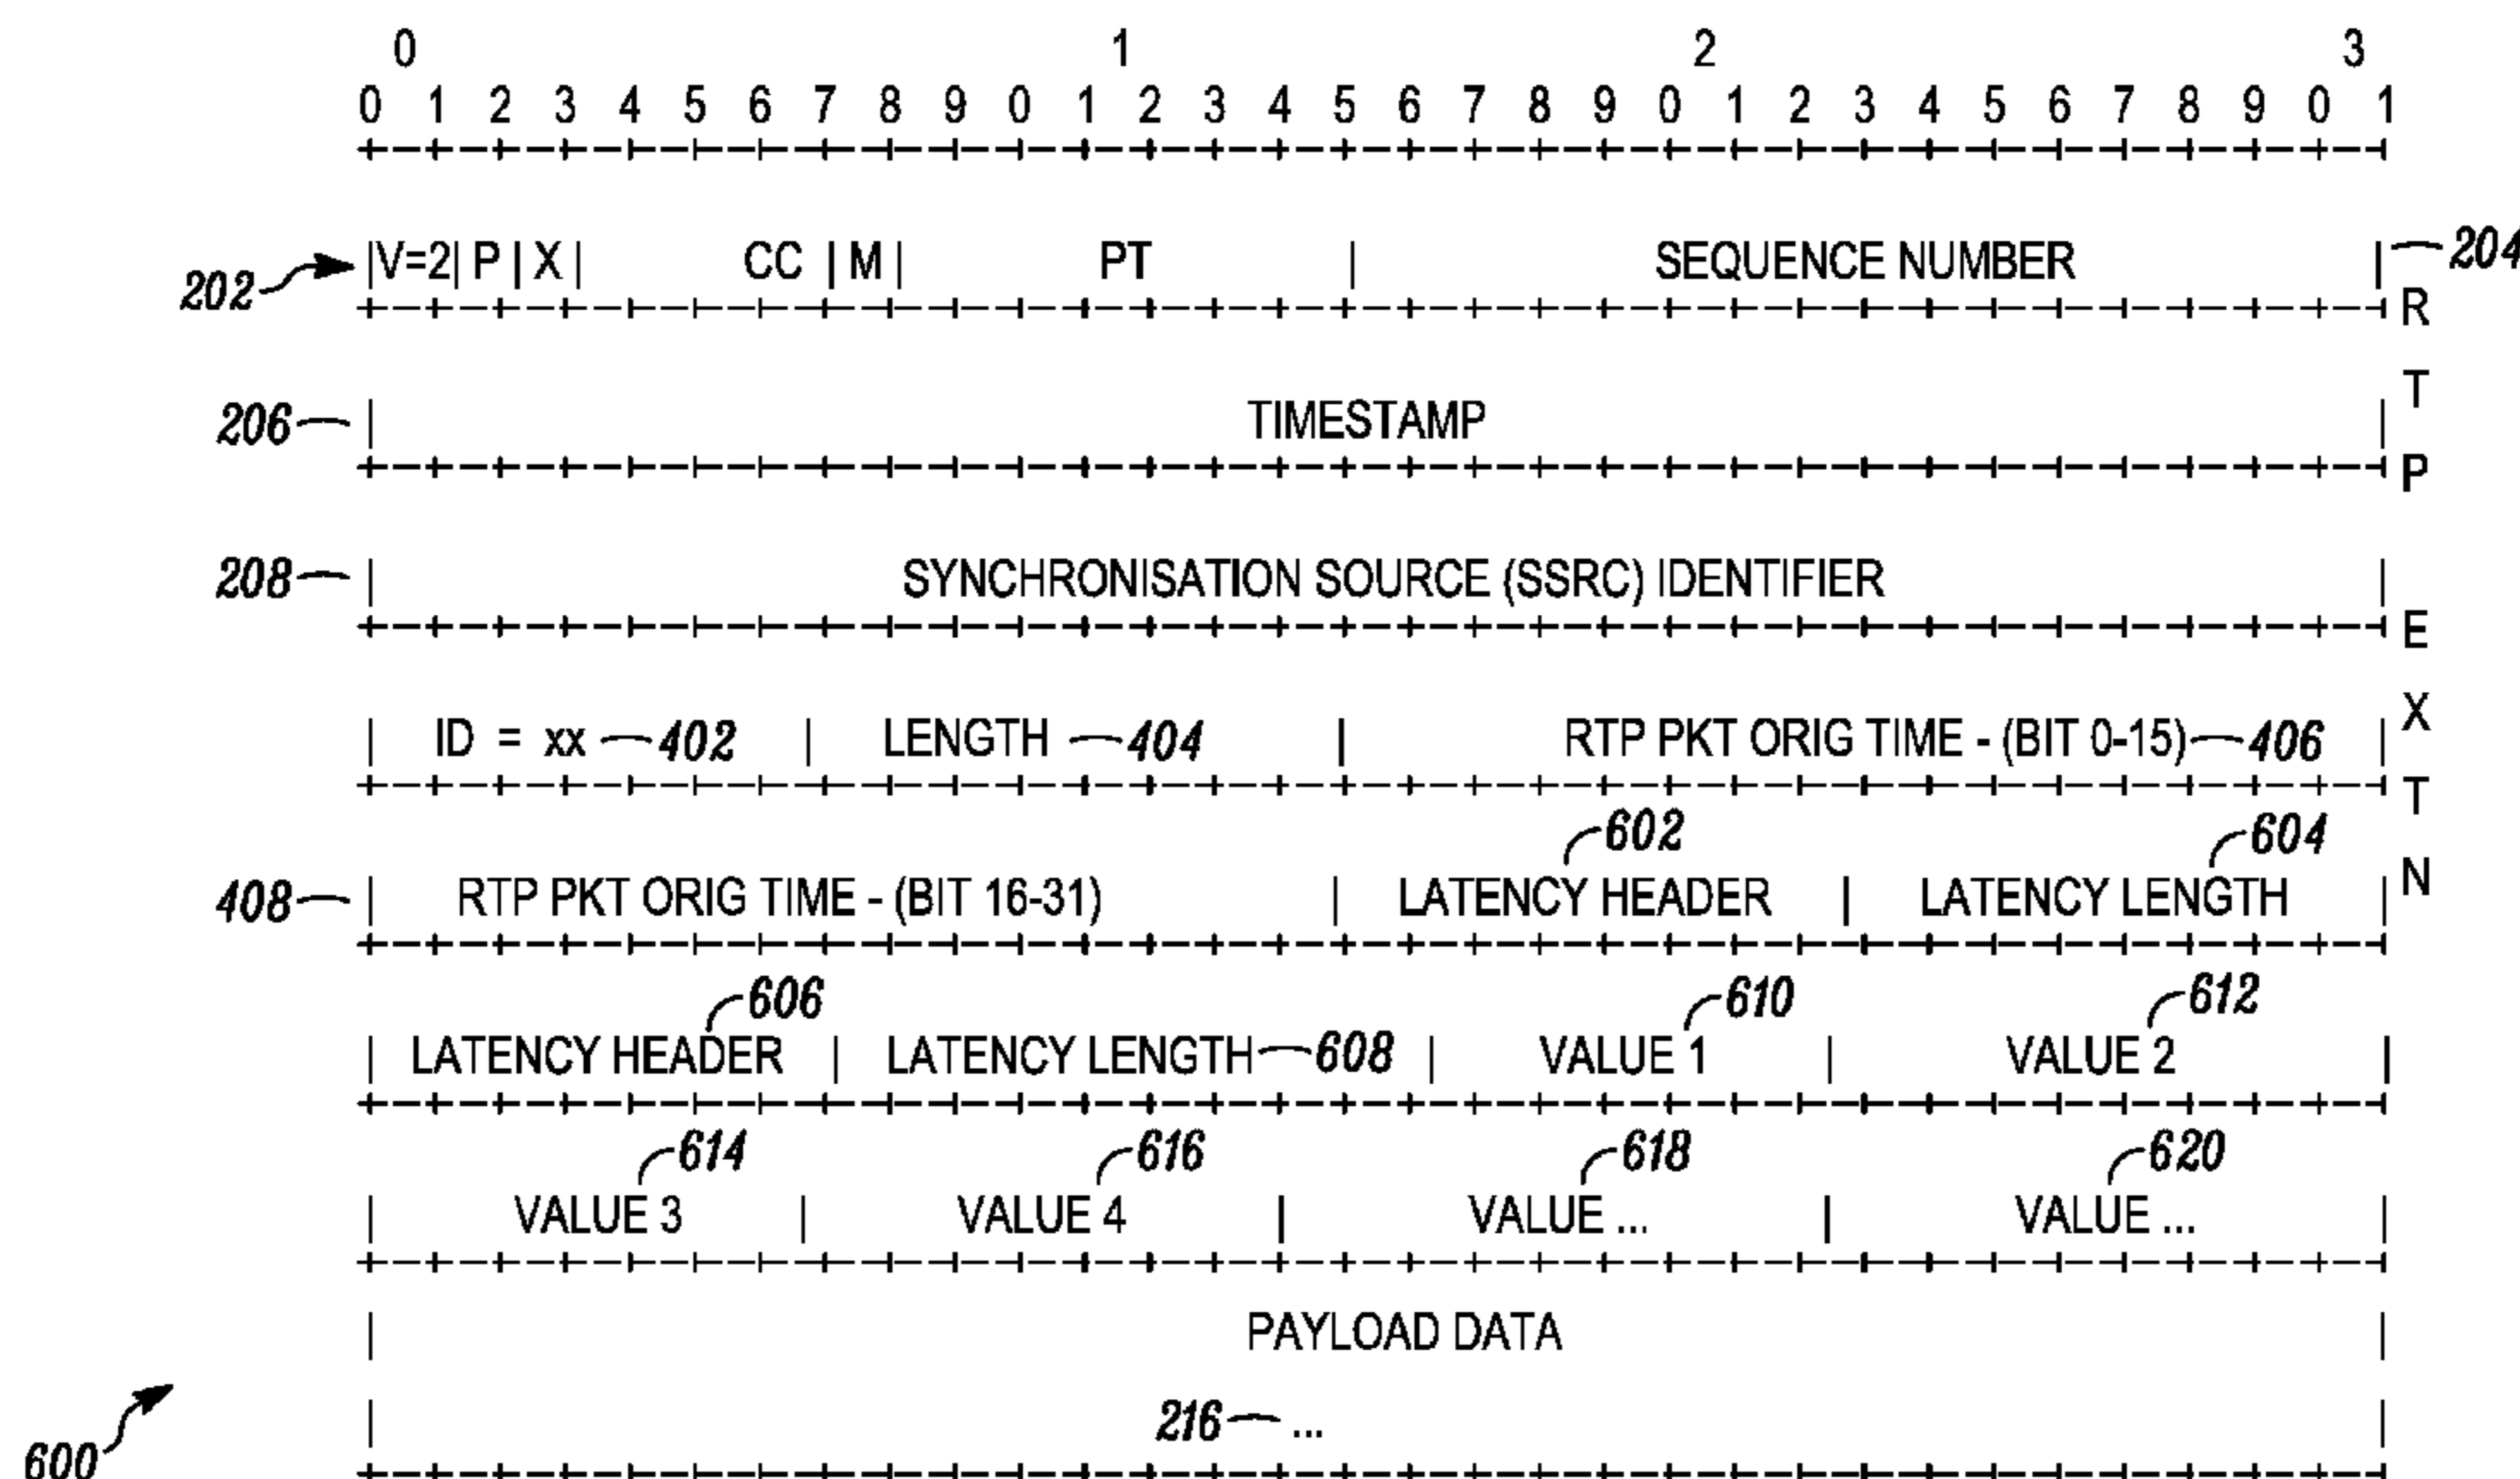 0 1 2 3
0 1 2 3 4 5 6 7 8 9 0 1 2 3 4 5 6 7 8 9 0 1 2 3 4 5 6 7 8 9 0 1
202 |V=2| P | X | CC | M | PT | SEQUENCE NUMBER | 204
R
T
206 | TIMESTAMP |
P
208 | SYNCHRONISATION SOURCE (SSRC) IDENTIFIER |
E
X
| ID = xx 402 | LENGTH 404 | RTP PKT ORIG TIME - (BIT 0-15) 406 |
T
602 604
408 | RTP PKT ORIG TIME - (BIT 16-31) | LATENCY HEADER | LATENCY LENGTH |
N
606 610 612
| LATENCY HEADER | LATENCY LENGTH 608 | VALUE 1 | VALUE 2 |
614 616 618 620
| VALUE 3 | VALUE 4 | VALUE ... | VALUE ... |
| PAYLOAD DATA |
| 216 ... |
600